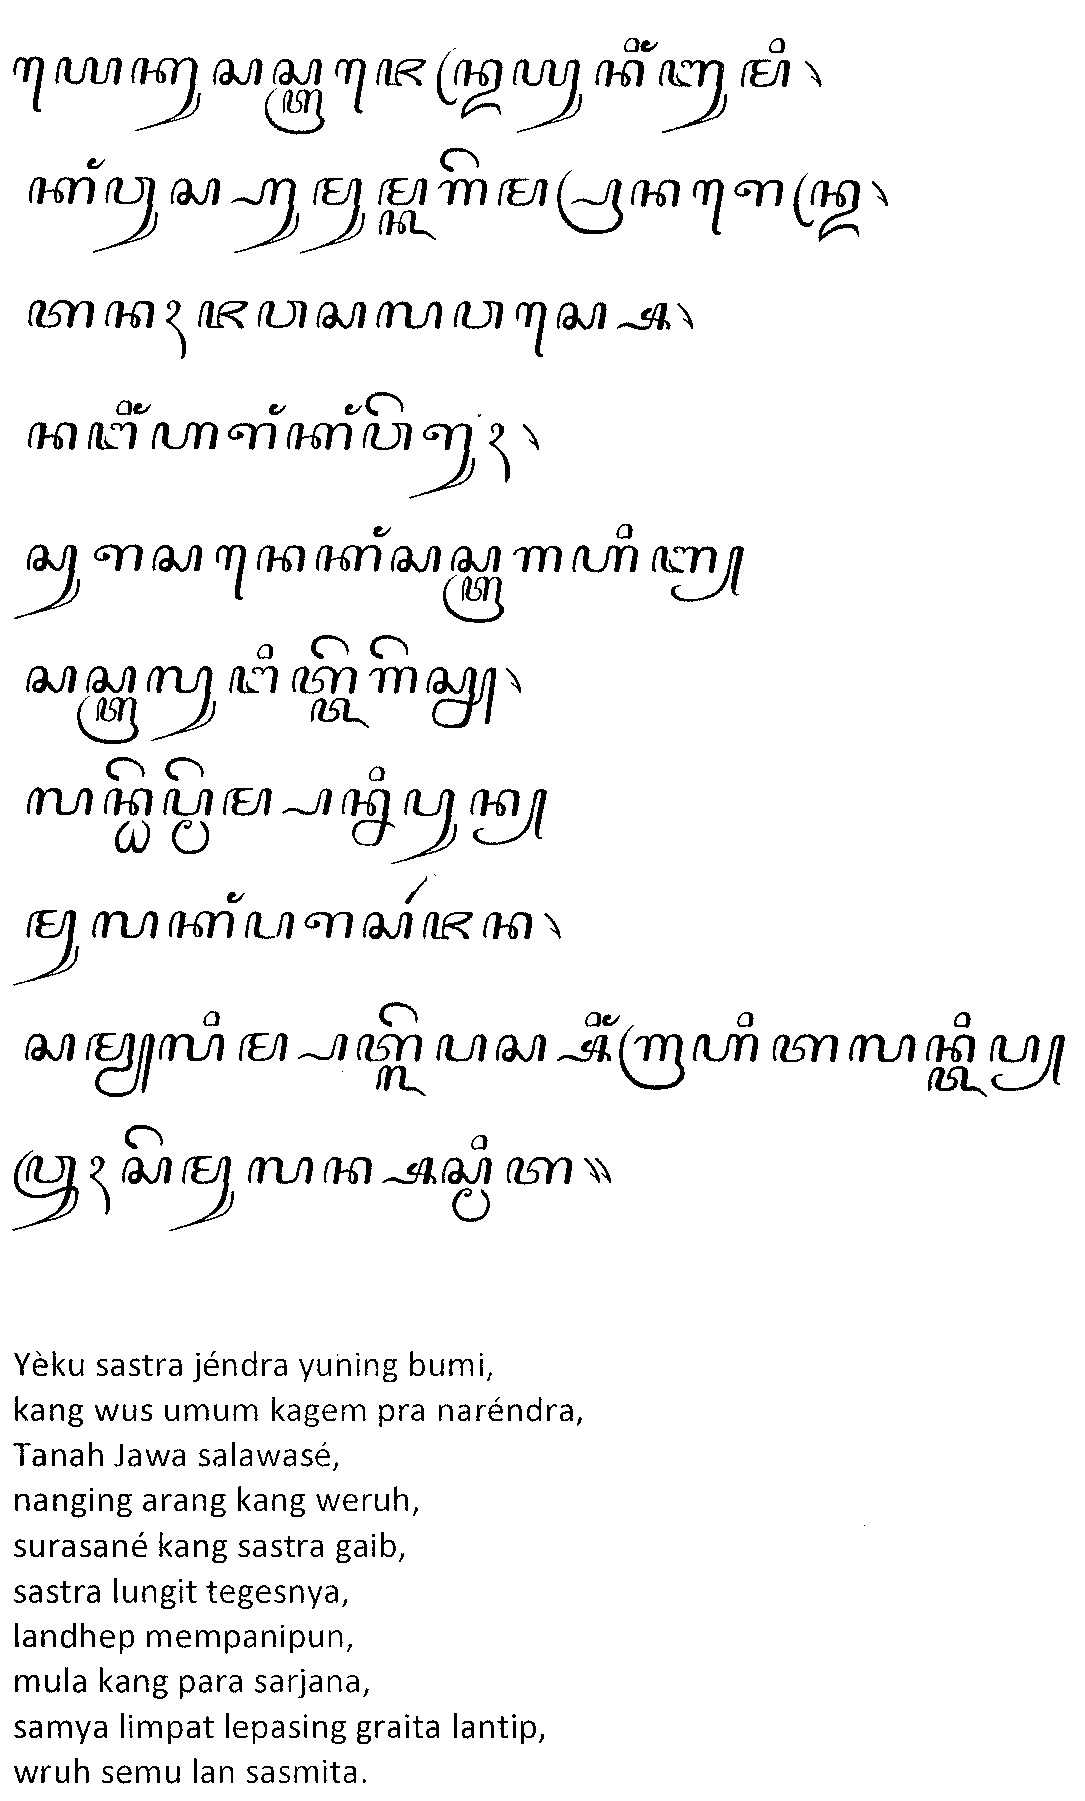 ꦪꦺꦏꦸꦱꦱ꧀ꦠꦿꦗꦺꦤ꧀ꦢꦿꦪꦸꦤꦶꦁꦔꦸꦩꦶ꧈
ꦏꦁꦮꦸꦱ꧀ꦲꦸꦩꦸꦩ꧀ꦏꦒꦼꦩ꧀ꦥꦿꦤꦫꦺꦤ꧀ꦢꦿ꧈
ꦠꦤꦃꦗꦮꦱꦭꦮꦱ꧀ꦱꦺ꧈
ꦤꦔꦶꦁꦲꦫꦁꦏꦁꦮꦼꦫꦸꦃ꧈
ꦱꦸꦫꦱꦤꦺꦏꦁꦱꦱ꧀ꦠꦿꦒꦲꦶꦧ꧀
ꦱꦱ꧀ꦠꦿꦭꦸꦔꦶꦠ꧀ꦠꦼꦒꦼꦱꦾ꧈
ꦭꦤ꧀ꦝꦼꦥ꧀ꦩꦼꦩ꧀ꦥꦤ꧀ꦤꦶꦥꦸꦤ꧀
ꦩꦸꦭꦏꦁꦥꦫꦱꦂꦗꦤ꧈
ꦱꦩꦾꦭꦶꦩ꧀ꦥꦠ꧀ꦭꦼꦥꦱ꧀ꦱꦶꦁꦒꦿꦲꦶꦠꦭꦤ꧀ꦠꦶꦥ꧀
ꦮꦿꦸꦃꦱꦼꦩꦸꦭꦤ꧀ꦱꦱ꧀ꦩꦶꦠ꧉
Yèku sastra jéndra yuning bumi,
kang wus umum kagem pra naréndra,
Tanah Jawa salawasé,
nanging arang kang weruh,
surasané kang sastra gaib,
sastra lungit tegesnya,
landhep mempanipun,
mula kang para sarjana,
samya limpat lepasing graita lantip,
wruh semu lan sasmita.